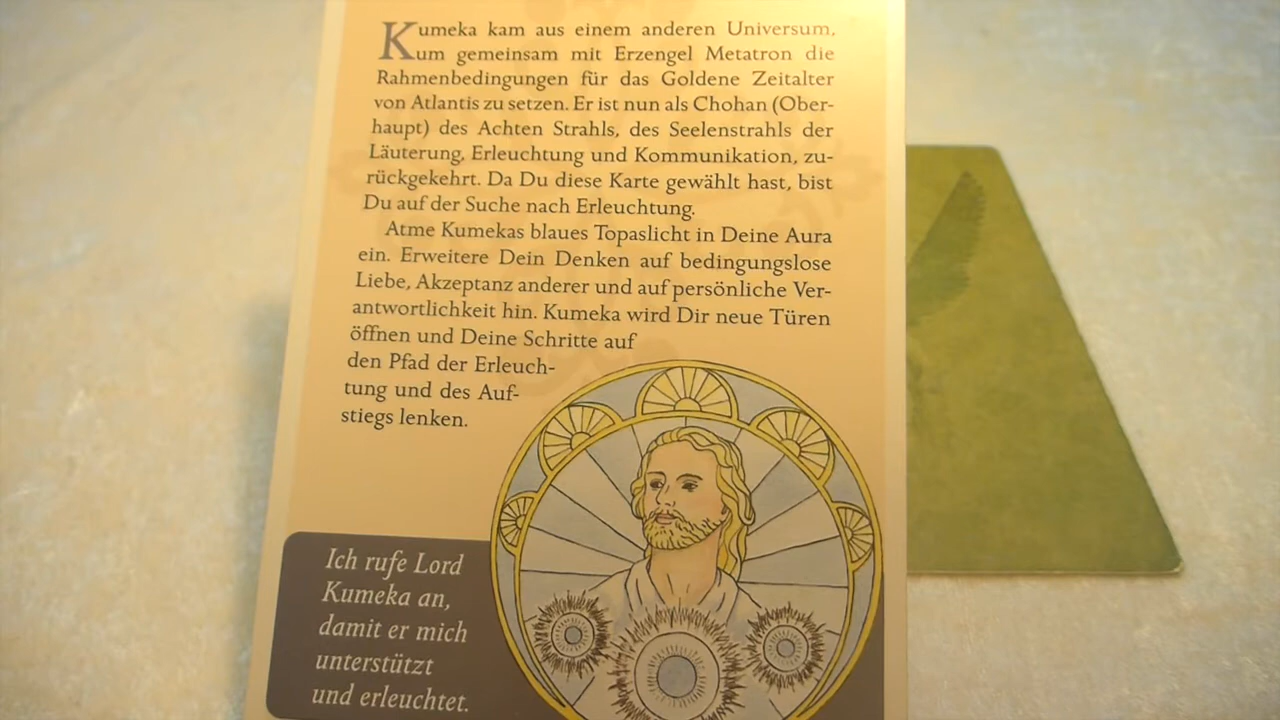 Kumeka kam aus einem anderen Universum,
um gemeinsam mit Erzengel Metatron die
Rahmenbedingungen für das Goldene Zeitalter
von Atlantis zu setzen. Er ist nun als Chohan (Ober-
haupt) des Achten Strahls, des Seelenstrahls der
Läuterung, Erleuchtung und Kommunikation, zu-
rückgekehrt. Da Du diese Karte gewählt hast, bist
Du auf der Suche nach Erleuchtung.
Atme Kumekas blaues Topaslicht in Deine Aura
ein. Erweitere Dein Denken auf bedingungslose
Liebe, Akzeptanz anderer und auf persönliche Ver-
antwortlichkeit hin. Kumeka wird Dir neue Türen
öffnen und Deine Schritte auf
den Pfad der Erleuch-
tung und des Auf-
stiegs lenken.
Ich rufe Lord
Kumeka an,
damit er mich
unterstützt
und erleuchtet.